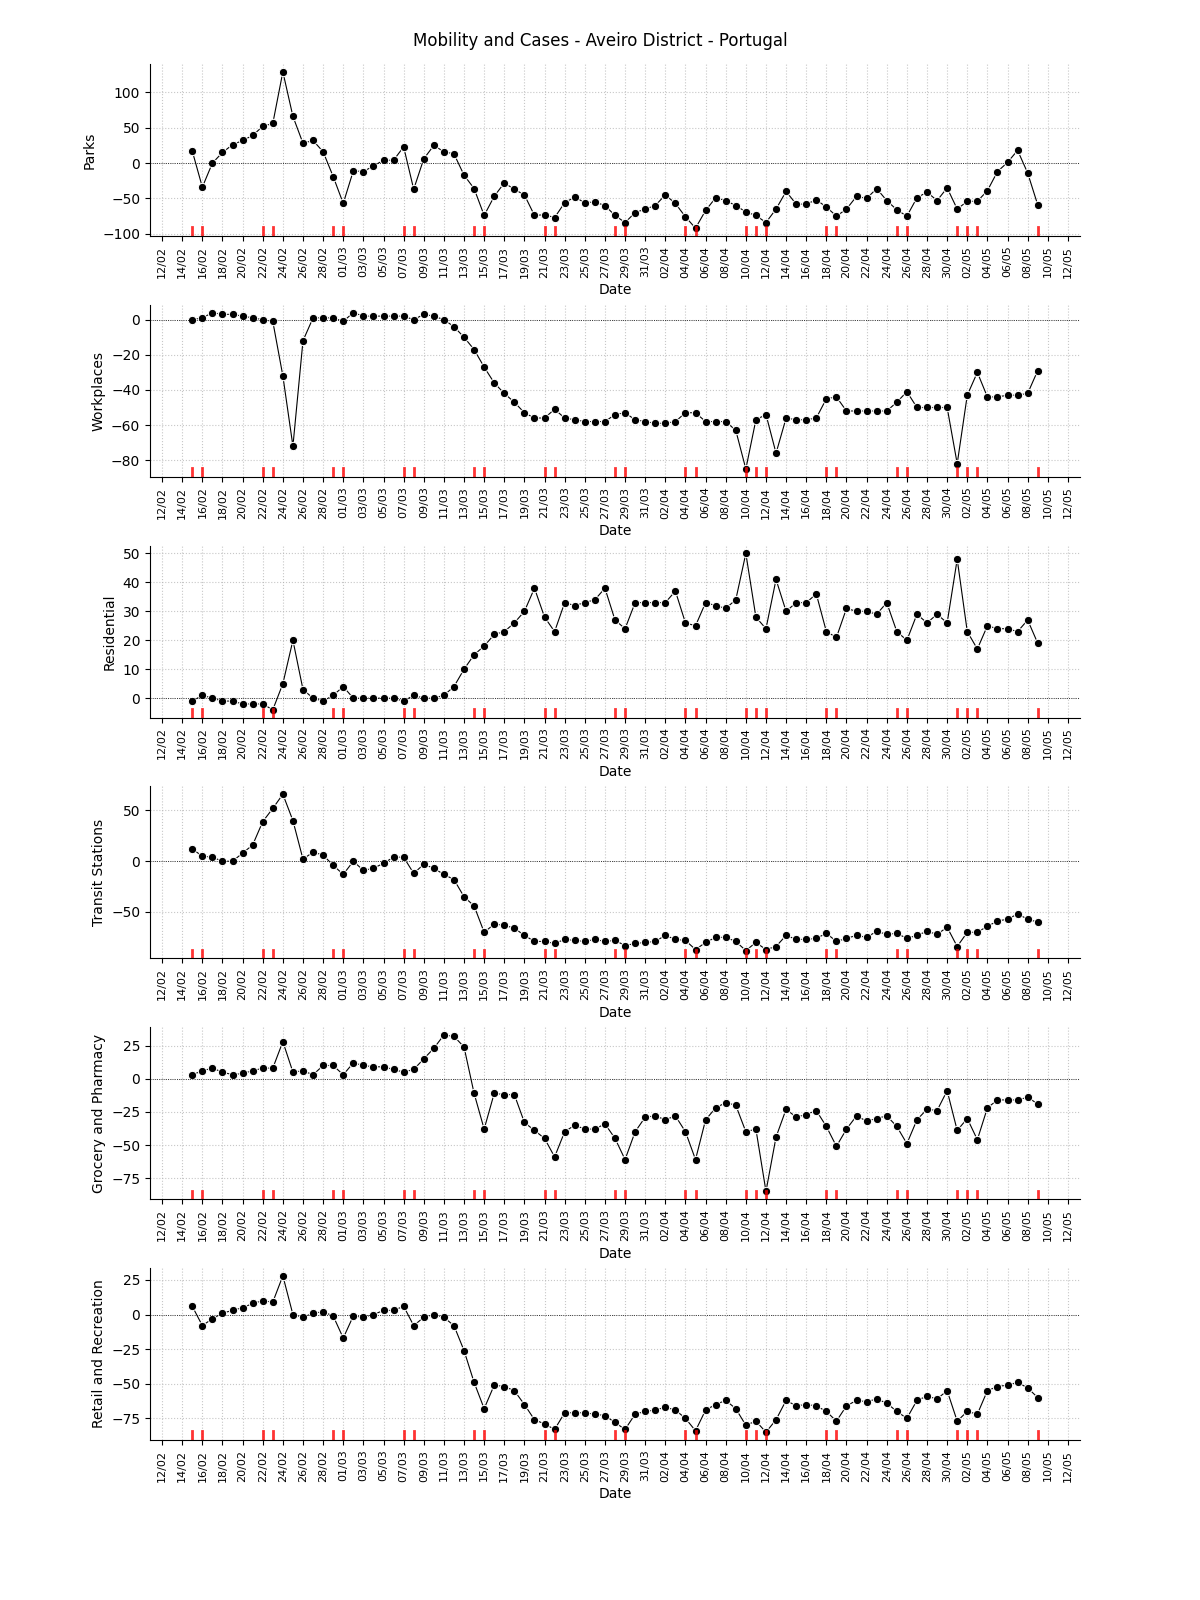 Mobility and Cases - Aveiro District - Portugal
Parks
100
50
0
−50
−100
12/02 14/02 16/02 18/02 20/02 22/02 24/02 26/02 28/02 01/03 03/03 05/03 07/03 09/03 11/03 13/03 15/03 17/03 19/03 21/03 23/03 25/03 27/03 29/03 31/03 02/04 04/04 06/04 08/04 10/04 12/04 14/04 16/04 18/04 20/04 22/04 24/04 26/04 28/04 30/04 02/05 04/05 06/05 08/05 10/05 12/05
Date
Workplaces
0
−20
−40
−60
−80
12/02 14/02 16/02 18/02 20/02 22/02 24/02 26/02 28/02 01/03 03/03 05/03 07/03 09/03 11/03 13/03 15/03 17/03 19/03 21/03 23/03 25/03 27/03 29/03 31/03 02/04 04/04 06/04 08/04 10/04 12/04 14/04 16/04 18/04 20/04 22/04 24/04 26/04 28/04 30/04 02/05 04/05 06/05 08/05 10/05 12/05
Date
Residential
50
40
30
20
10
0
12/02 14/02 16/02 18/02 20/02 22/02 24/02 26/02 28/02 01/03 03/03 05/03 07/03 09/03 11/03 13/03 15/03 17/03 19/03 21/03 23/03 25/03 27/03 29/03 31/03 02/04 04/04 06/04 08/04 10/04 12/04 14/04 16/04 18/04 20/04 22/04 24/04 26/04 28/04 30/04 02/05 04/05 06/05 08/05 10/05 12/05
Date
Transit Stations
50
0
−50
12/02 14/02 16/02 18/02 20/02 22/02 24/02 26/02 28/02 01/03 03/03 05/03 07/03 09/03 11/03 13/03 15/03 17/03 19/03 21/03 23/03 25/03 27/03 29/03 31/03 02/04 04/04 06/04 08/04 10/04 12/04 14/04 16/04 18/04 20/04 22/04 24/04 26/04 28/04 30/04 02/05 04/05 06/05 08/05 10/05 12/05
Date
Grocery and Pharmacy
25
0
−25
−50
−75
12/02 14/02 16/02 18/02 20/02 22/02 24/02 26/02 28/02 01/03 03/03 05/03 07/03 09/03 11/03 13/03 15/03 17/03 19/03 21/03 23/03 25/03 27/03 29/03 31/03 02/04 04/04 06/04 08/04 10/04 12/04 14/04 16/04 18/04 20/04 22/04 24/04 26/04 28/04 30/04 02/05 04/05 06/05 08/05 10/05 12/05
Date
Retail and Recreation
25
0
−25
−50
−75
12/02 14/02 16/02 18/02 20/02 22/02 24/02 26/02 28/02 01/03 03/03 05/03 07/03 09/03 11/03 13/03 15/03 17/03 19/03 21/03 23/03 25/03 27/03 29/03 31/03 02/04 04/04 06/04 08/04 10/04 12/04 14/04 16/04 18/04 20/04 22/04 24/04 26/04 28/04 30/04 02/05 04/05 06/05 08/05 10/05 12/05
Date